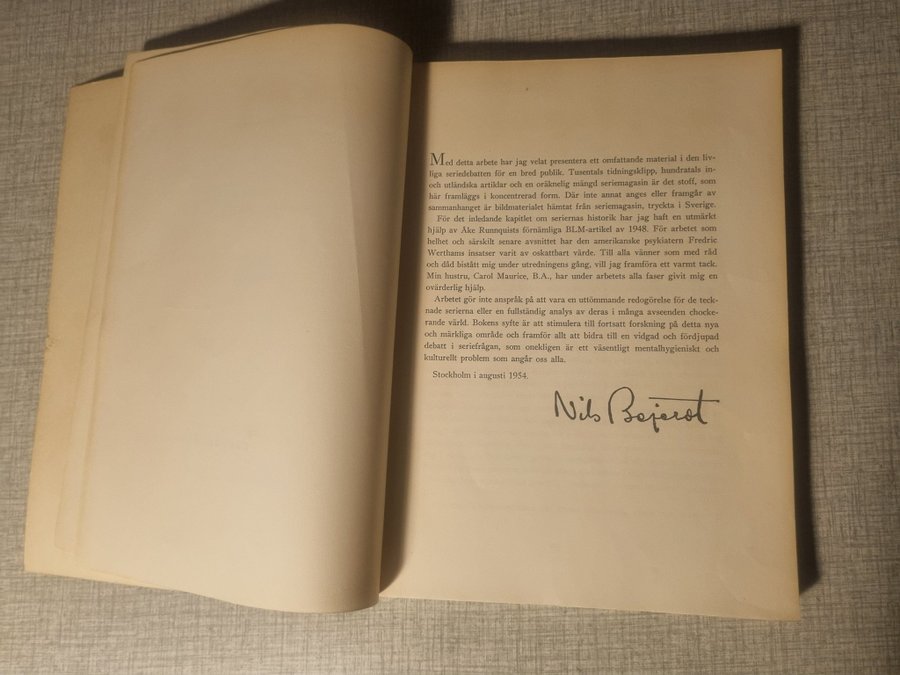 Med detta arbete har jag velat presentera ett omfattande material i den liv-
liga seriedebatten för en bred publik. Tusentals tidningsklipp, hundratals in-
och utländska artiklar och en oräknelig mängd seriemagasin är det stoff, som
här framläggs i koncentrerad form. Där inte annat anges eller framgår av
sammanhanget är bildmaterialet hämtat från seriemagasin, tryckta i Sverige.
För det inledande kapitlet om seriernas historik har jag haft en utmärkt
hjälp av Åke Runnquists förnämliga BLM-artikel av 1948. För arbetet som
helhet och särskilt senare avsnittet har den amerikanske psykiatern Fredric
Werthams insatser varit av oskattbart värde. Till alla vänner som med råd
och dåd bistått mig under utredningens gång, vill jag framföra ett varmt tack.
Min hustru, Carol Maurice, B.A., har under arbetets alla faser givit mig en
ovärderlig hjälp.
Arbetet gör inte anspråk på att vara en uttömmande redogörelse för de teck-
nade serierna eller en fullständig analys av deras i många avseenden chocke-
rande värld. Bokens syfte är att stimulera till fortsatt forskning på detta nya
och märkliga område och framför allt att bidra till en vidgad och fördjupad
debatt i seriefrågan, som onekligen är ett väsentligt mentalhygieniskt och
kulturellt problem som angår oss alla.
Stockholm i augusti 1954.
Nils Bejerot